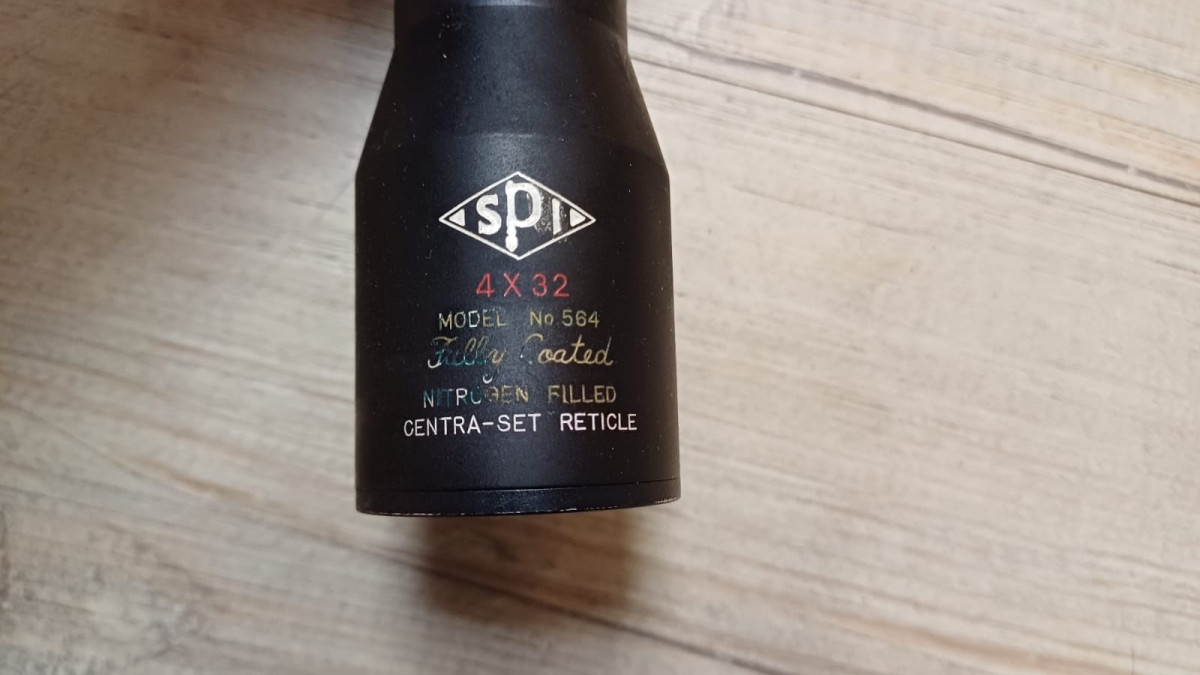 SPI
4X32
MODEL No.564
Fully Coated
NITROGEN FILLED
CENTRA-SET RETICLE